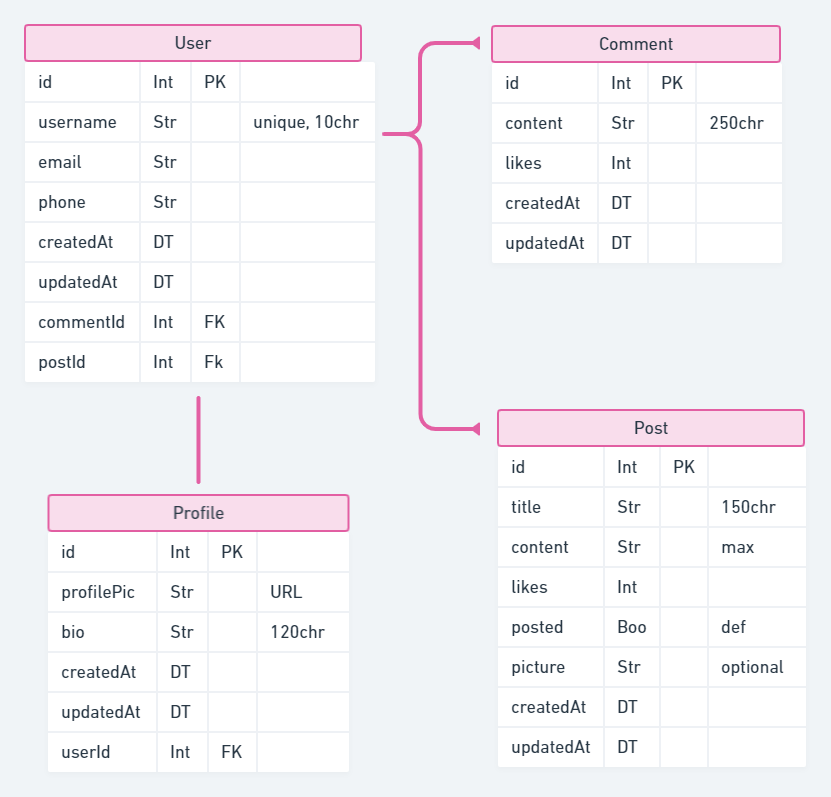 User
id Int PK
username Str unique, 10chr
email Str
phone Str
createdAt DT
updatedAt DT
commentId Int FK
postId Int Fk
Comment
id Int PK
content Str 250chr
likes Int
createdAt DT
updatedAt DT
Profile
id Int PK
profilePic Str URL
bio Str 120chr
createdAt DT
updatedAt DT
userId Int FK
Post
id Int PK
title Str 150chr
content Str max
likes Int
posted Boo def
picture Str optional
createdAt DT
updatedAt DT